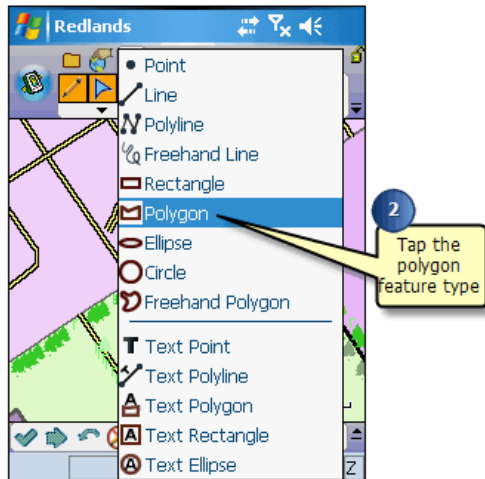 Redlands
Point
Line
Polyline
Freehand Line
Rectangle
Polygon
Ellipse
Circle
Freehand Polygon
T Text Point
Text Polyline
A Text Polygon
A Text Rectangle
A Text Ellipse
2
Tap the
polygon
feature type
Z